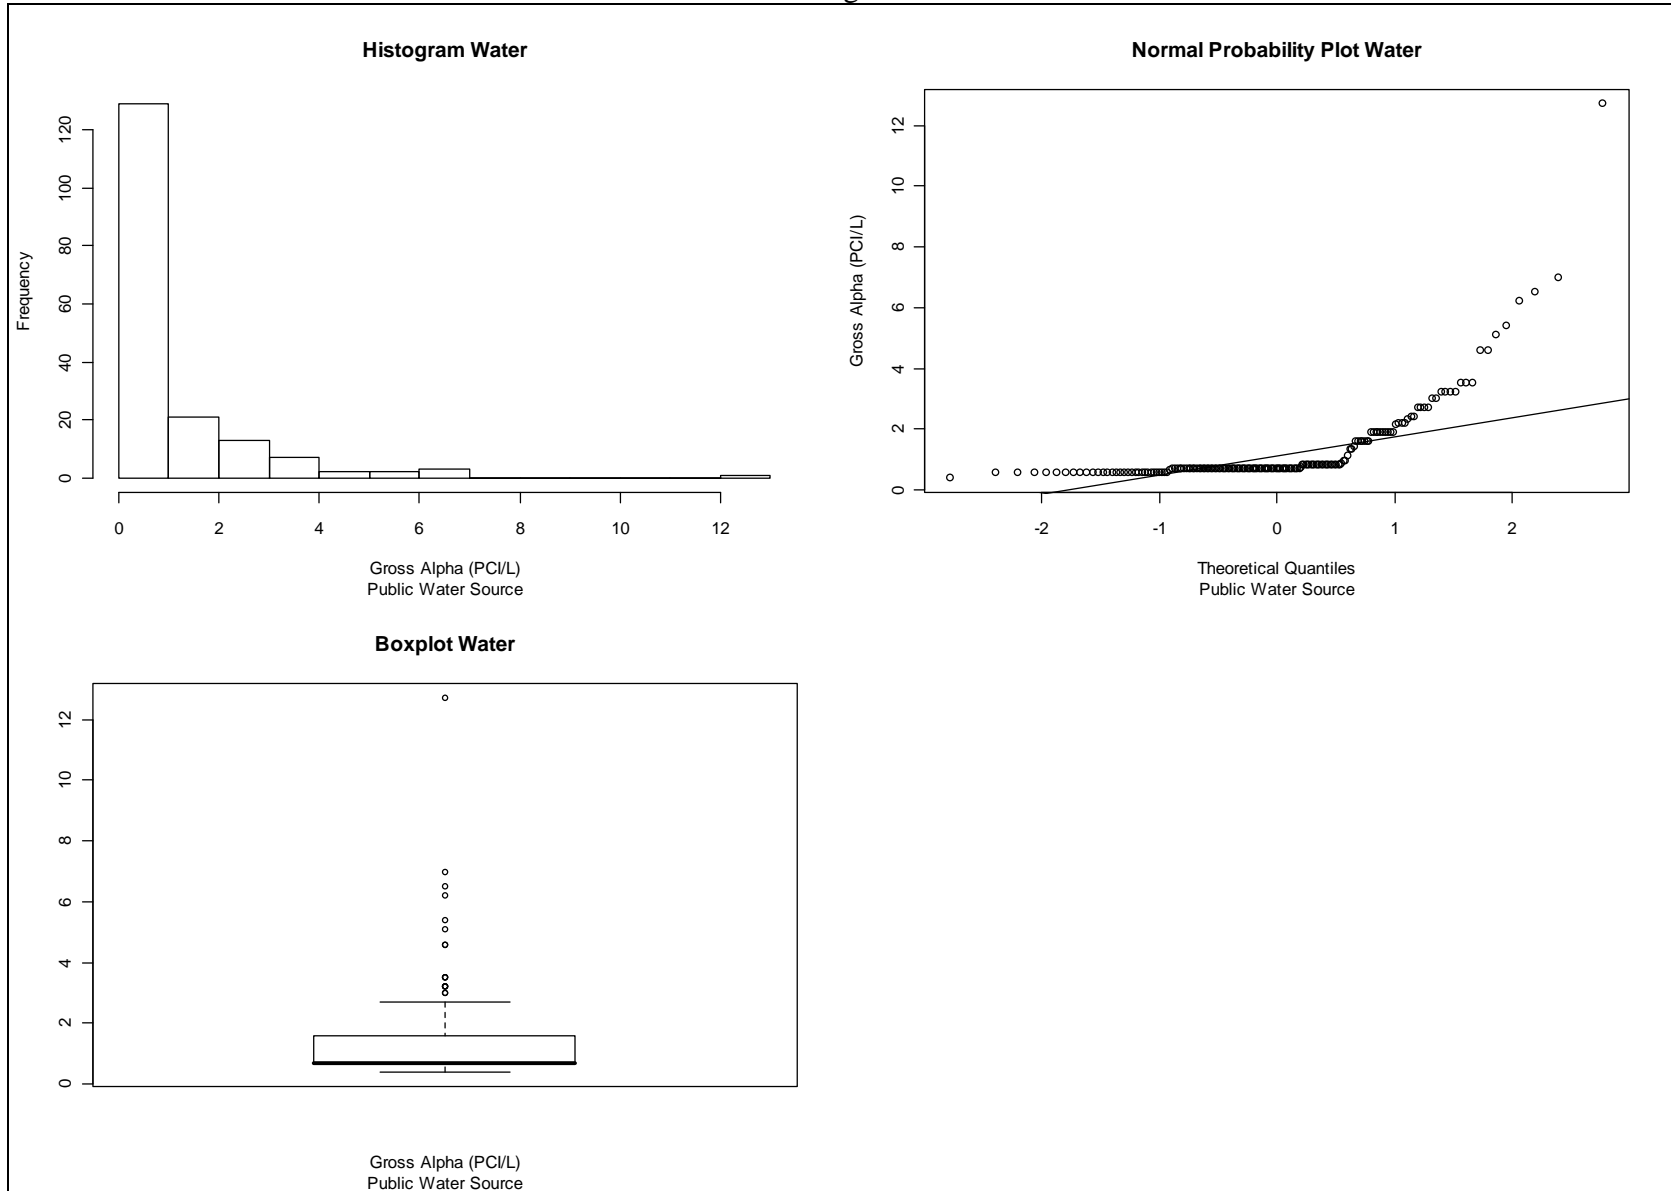 Histogram Water
Frequency
0 20 40 60 80 100 120
0 2 4 6 8 10 12
Gross Alpha (PCI/L)
Public Water Source
Normal Probability Plot Water
Gross Alpha (PCI/L)
0 2 4 6 8 10 12
-2 -1 0 1 2
Theoretical Quantiles
Public Water Source
Boxplot Water
0 2 4 6 8 10 12
Gross Alpha (PCI/L)
Public Water Source